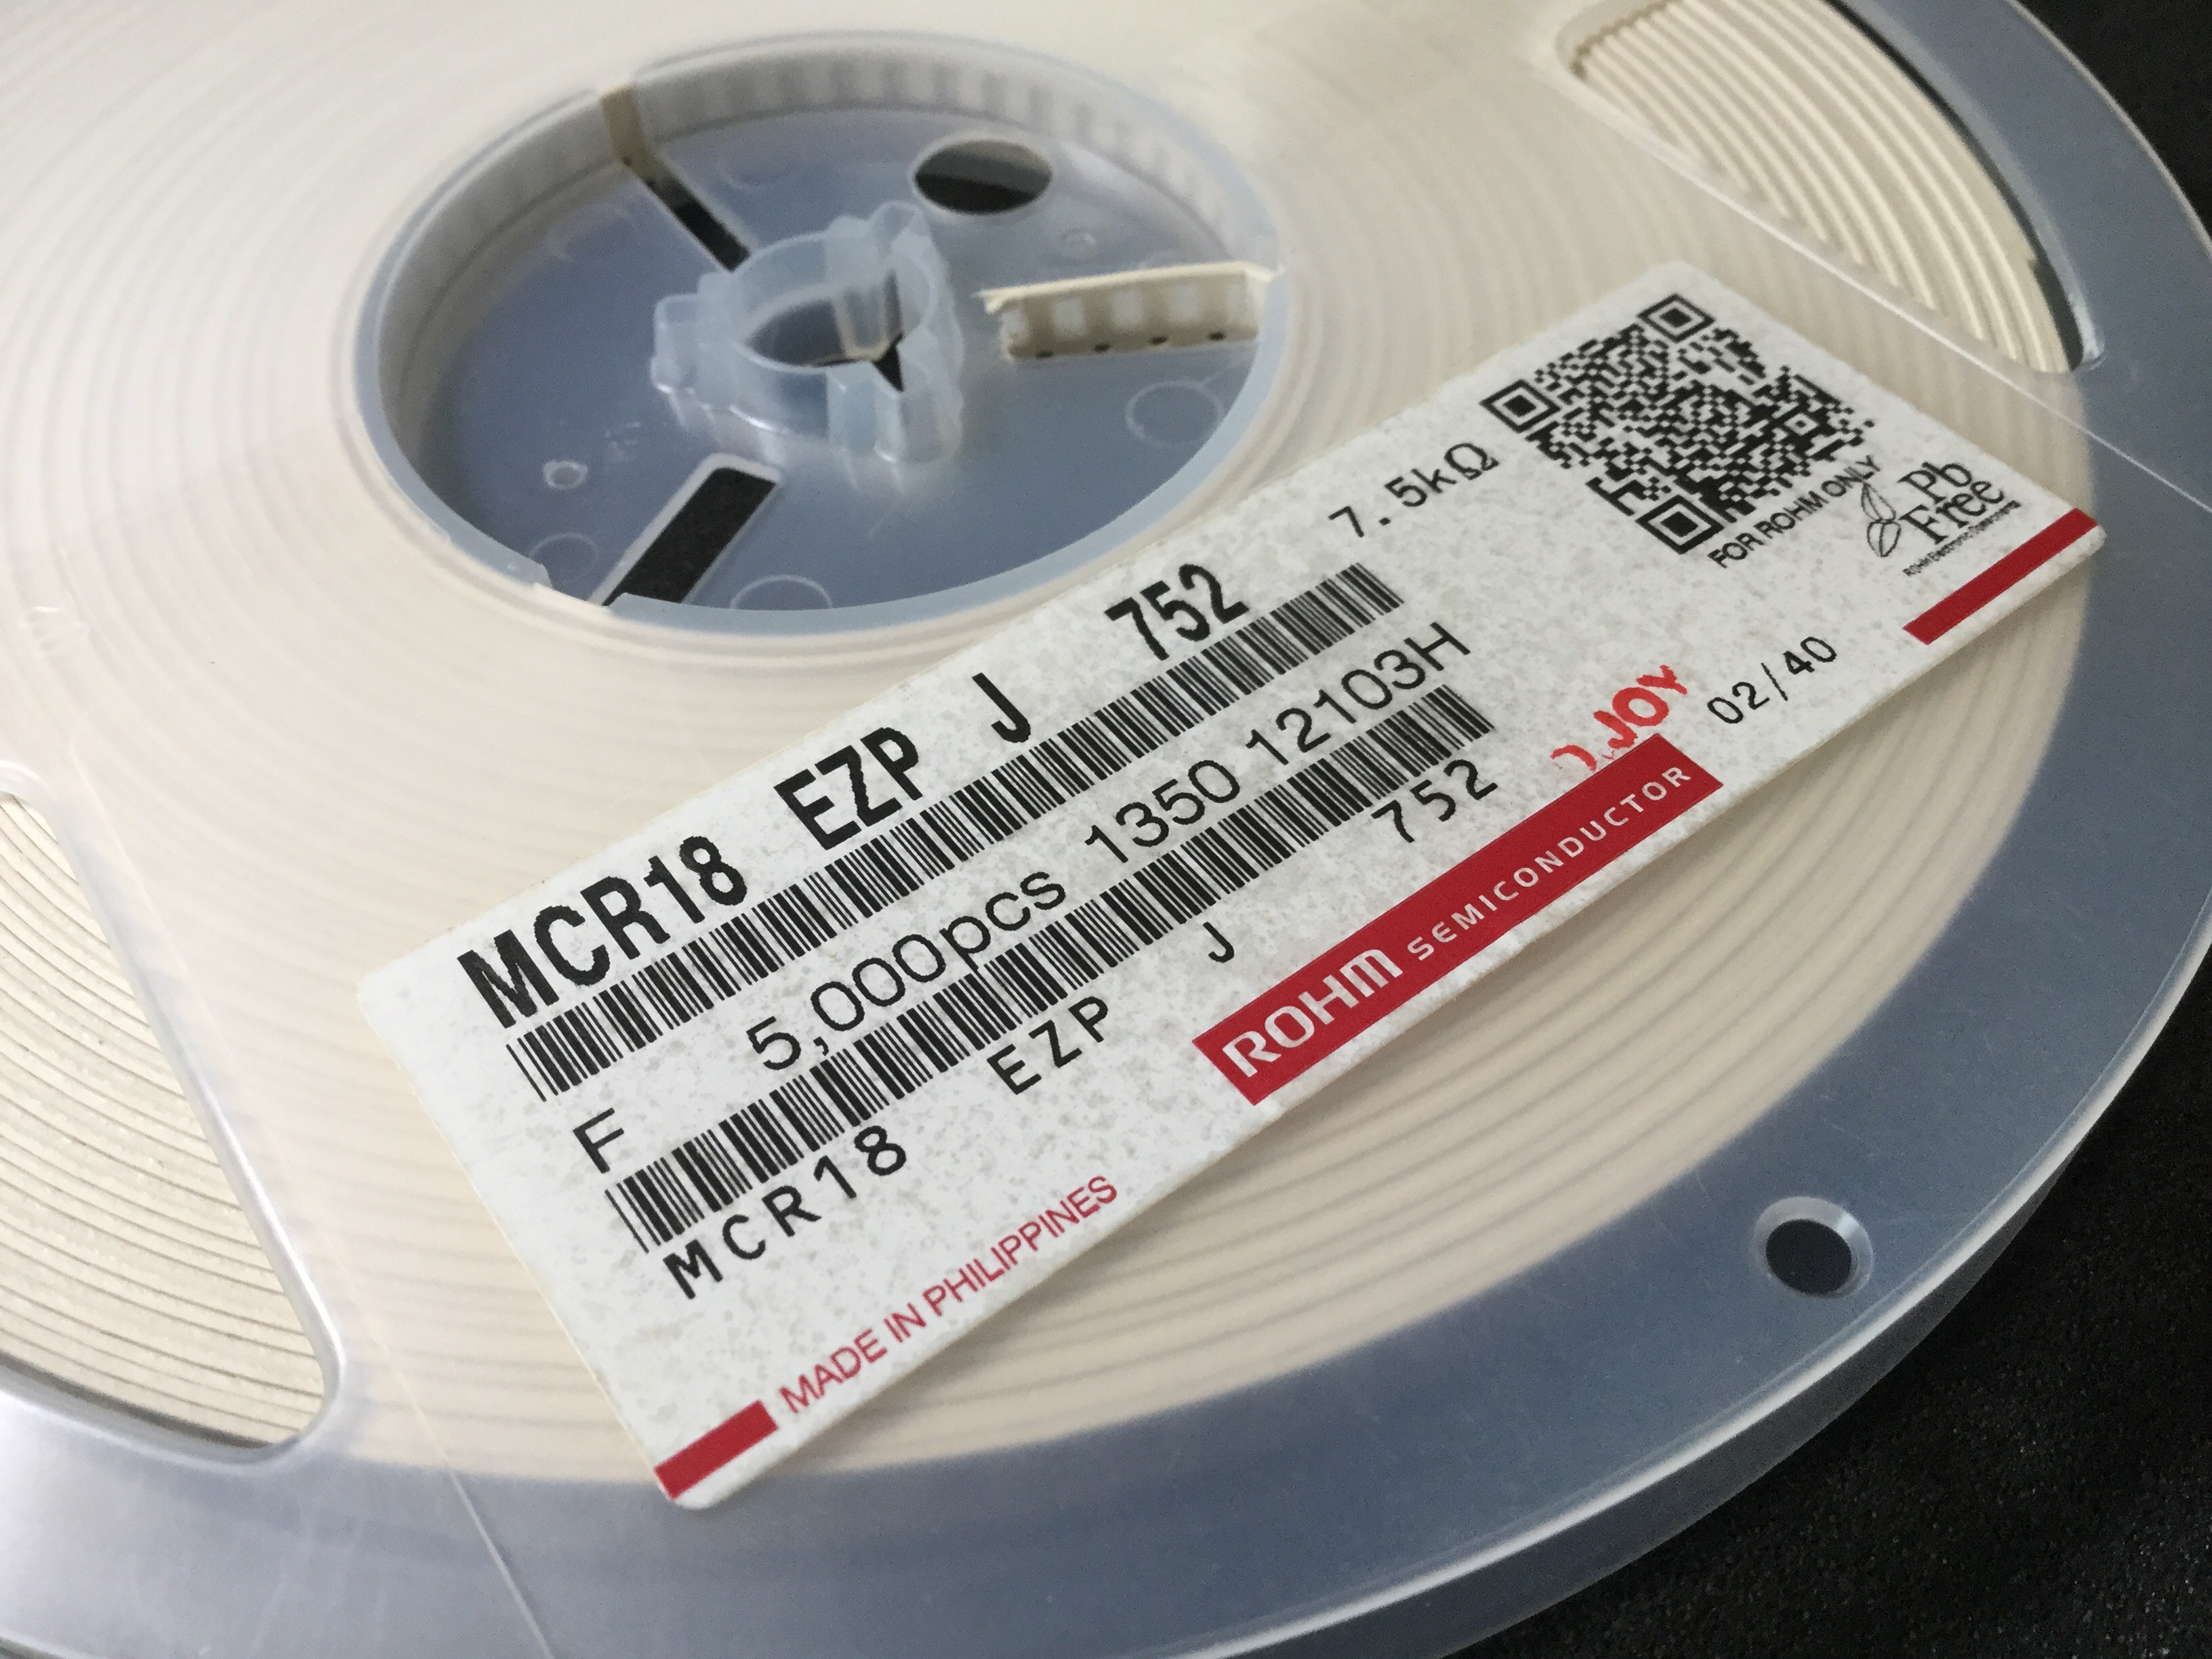 MCR18 EZP J 752
7.5kΩ
F 5,000pcs 1350 12103H
MCR18 EZP J 752
MADE IN PHILIPPINES
ROHM SEMICONDUCTOR
JOY
02/40
FOR ROHM ONLY
Pb
Free